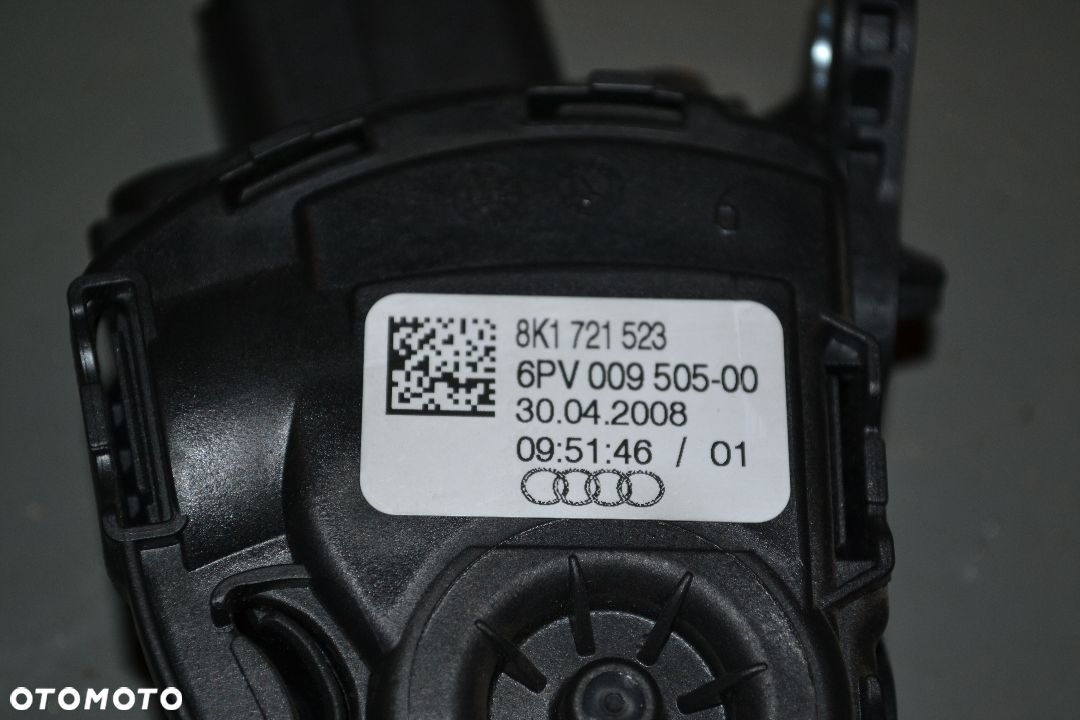 8K1 721 523
6PV 009 505-00
30.04.2008
09:51:46 / 01
OTOMOTO